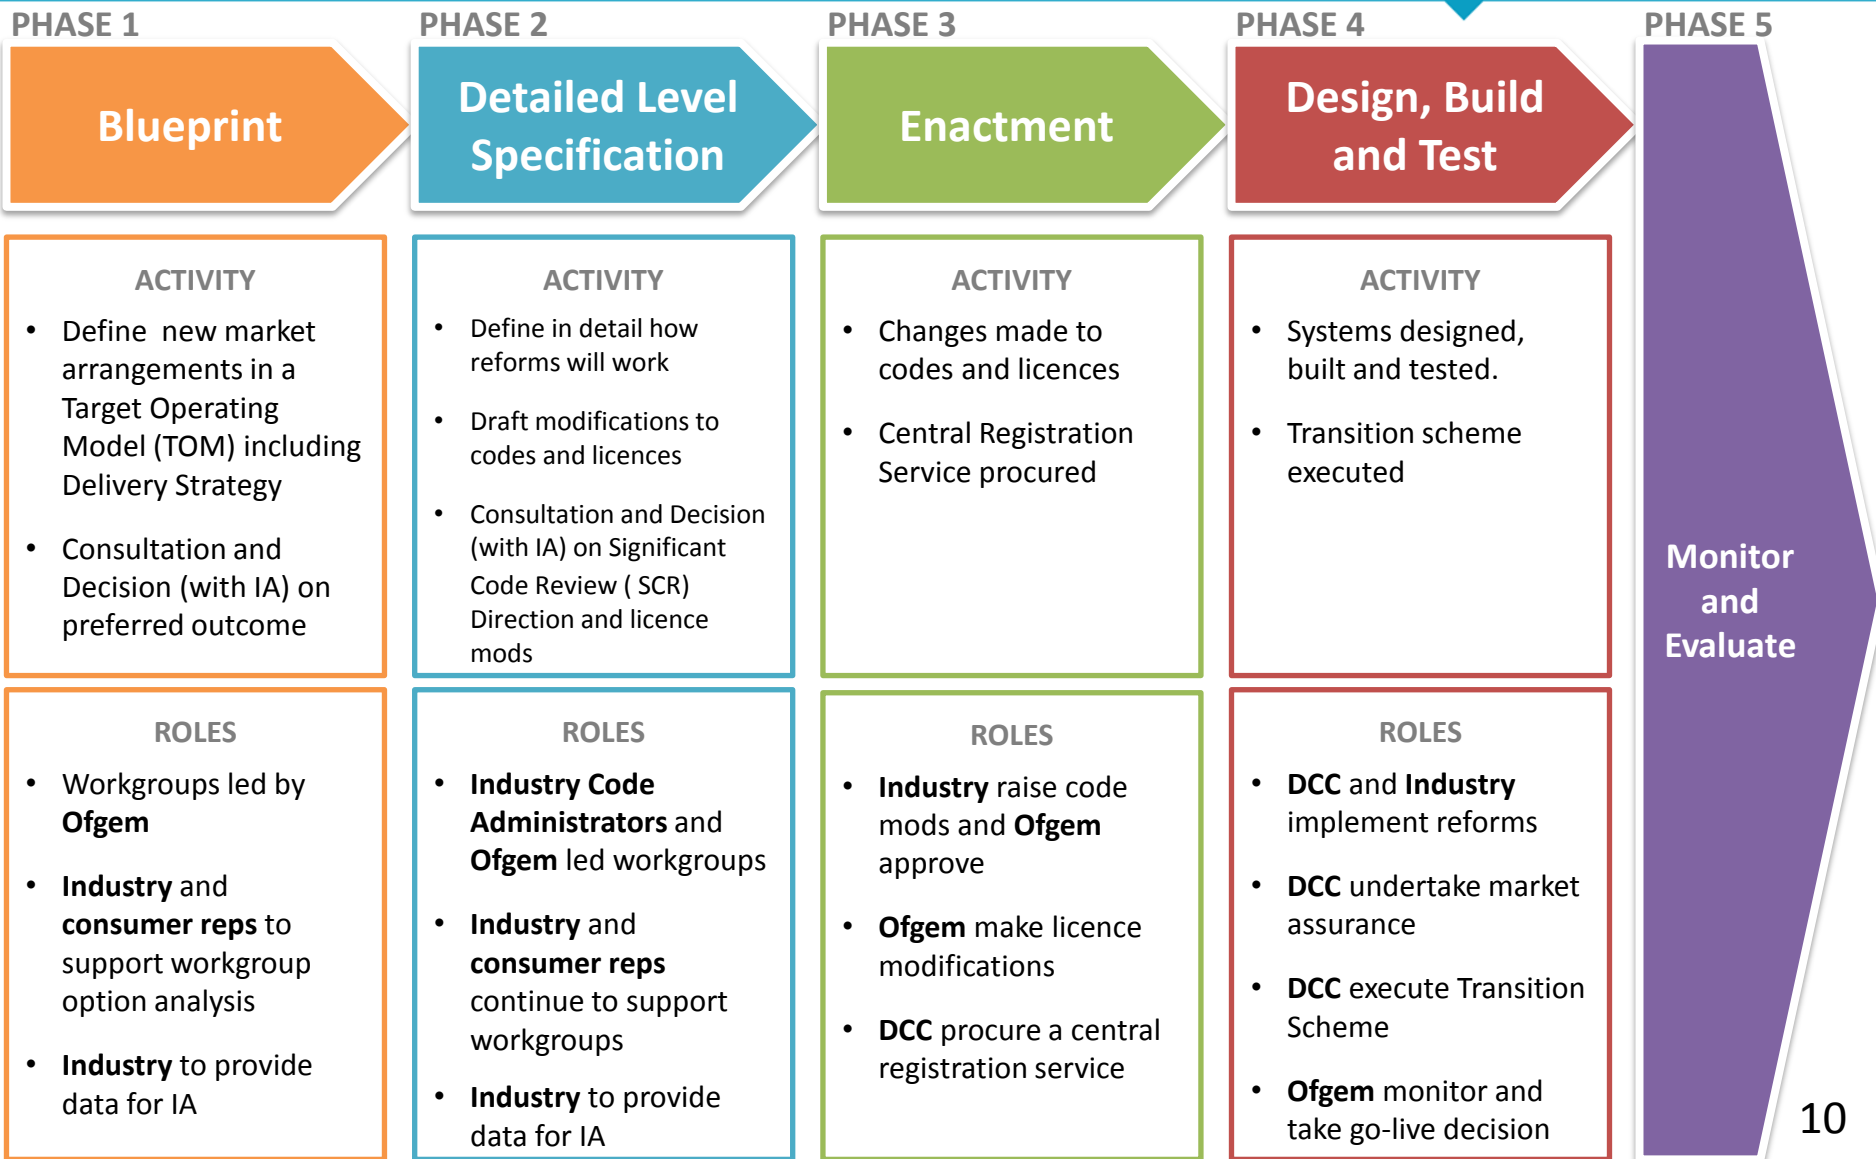 PHASE 1
PHASE 2
PHASE 3
PHASE 4
PHASE 5
Blueprint
Detailed Level
Specification
Enactment
Design, Build
and Test
ACTIVITY
• Define new market
arrangements in a
Target Operating
Model (TOM) including
Delivery Strategy
• Consultation and
Decision (with IA) on
preferred outcome
ACTIVITY
• Define in detail how
reforms will work
• Draft modifications to
codes and licences
• Consultation and Decision
(with IA) on Significant
Code Review ( SCR)
Direction and licence
mods
ACTIVITY
• Changes made to
codes and licences
• Central Registration
Service procured
ACTIVITY
• Systems designed,
built and tested.
• Transition scheme
executed
Monitor
and
Evaluate
ROLES
• Workgroups led by
Ofgem
• Industry and
consumer reps to
support workgroup
option analysis
• Industry to provide
data for IA
ROLES
• Industry Code
Administrators and
Ofgem led workgroups
• Industry and
consumer reps
continue to support
workgroups
• Industry to provide
data for IA
ROLES
• Industry raise code
mods and Ofgem
approve
• Ofgem make licence
modifications
• DCC procure a central
registration service
ROLES
• DCC and Industry
implement reforms
• DCC undertake market
assurance
• DCC execute Transition
Scheme
• Ofgem monitor and
take go-live decision
10